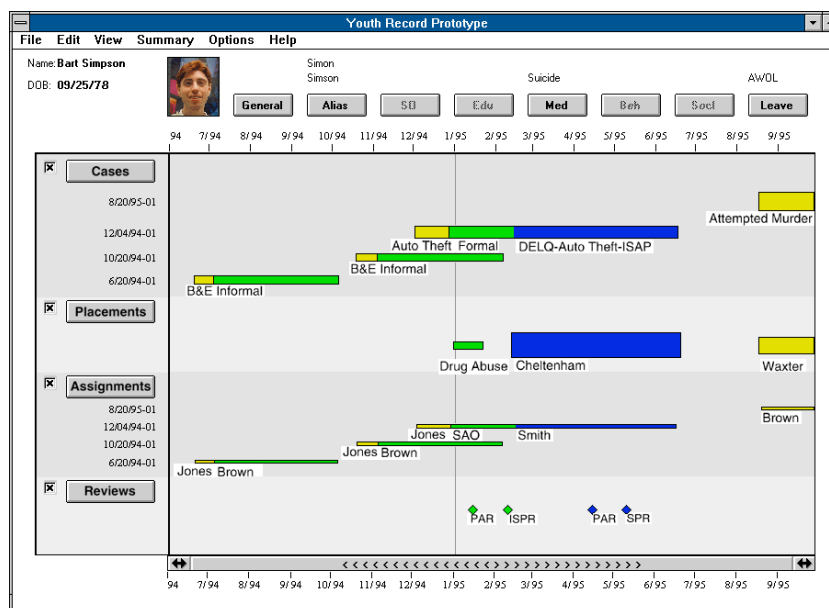 Youth Record Prototype
File Edit View Summary Options Help
Name: Bart Simpson
DOB: 09/25/78
Simon
Simson
Suicide
AWOL
General Alias SO Edu Med Beh Socl Leave
94 7/94 8/94 9/94 10/94 11/94 12/94 1/95 2/95 3/95 4/95 5/95 6/95 7/95 8/95 9/95
Cases
8/20/95-01
Attempted Murder
12/04/94-01
Auto Theft Formal DELQ-Auto Theft-ISAP
10/20/94-01
B&E Informal
6/20/94-01
B&E Informal
Placements
Drug Abuse Cheltenham Waxter
Assignments
8/20/95-01
Brown
12/04/94-01
Jones SAO Smith
10/20/94-01
Jones Brown
6/20/94-01
Jones Brown
Reviews
PAR ISPR PAR SPR
94 7/94 8/94 9/94 10/94 11/94 12/94 1/95 2/95 3/95 4/95 5/95 6/95 7/95 8/95 9/95